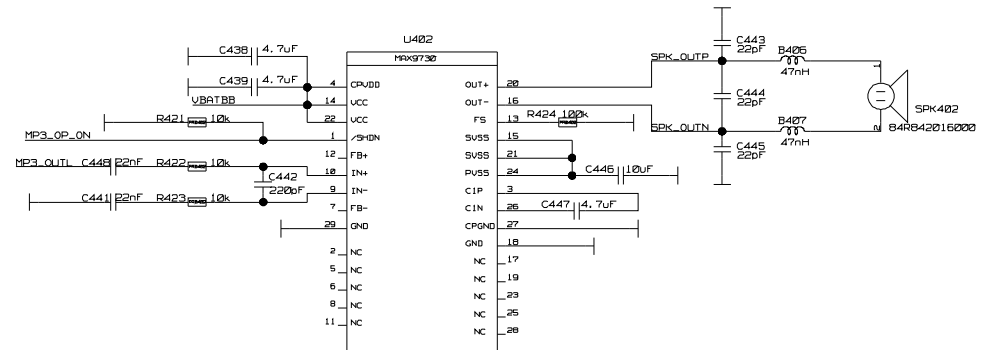 U402
MAX9730
C438 4.7uF
C439 4.7uF
VBATBB
R421 10k
MP3_OP_ON
MP3_OUTL C448 22nF R422 10k
C442
220pF
C441 22nF R423 10k
4 CPVDD
14 VCC
22 VCC
1 /SHDN
12 FB+
10 IN+
9 IN-
7 FB-
29 GND
2 NC
5 NC
6 NC
8 NC
11 NC
OUT+ 20
OUT- 16
FS 13
SVSS 15
SVSS 21
PVSS 24
C1P 3
C1N 26
CPGND 27
GND 18
NC 17
NC 19
NC 23
NC 25
NC 28
R424 100k
C446 10uF
C447 4.7uF
SPK_OUTP
SPK_OUTN
C443
22pF
C444
22pF
C445
22pF
B406
47nH
B407
47nH
1
2
SPK402
84R842016000